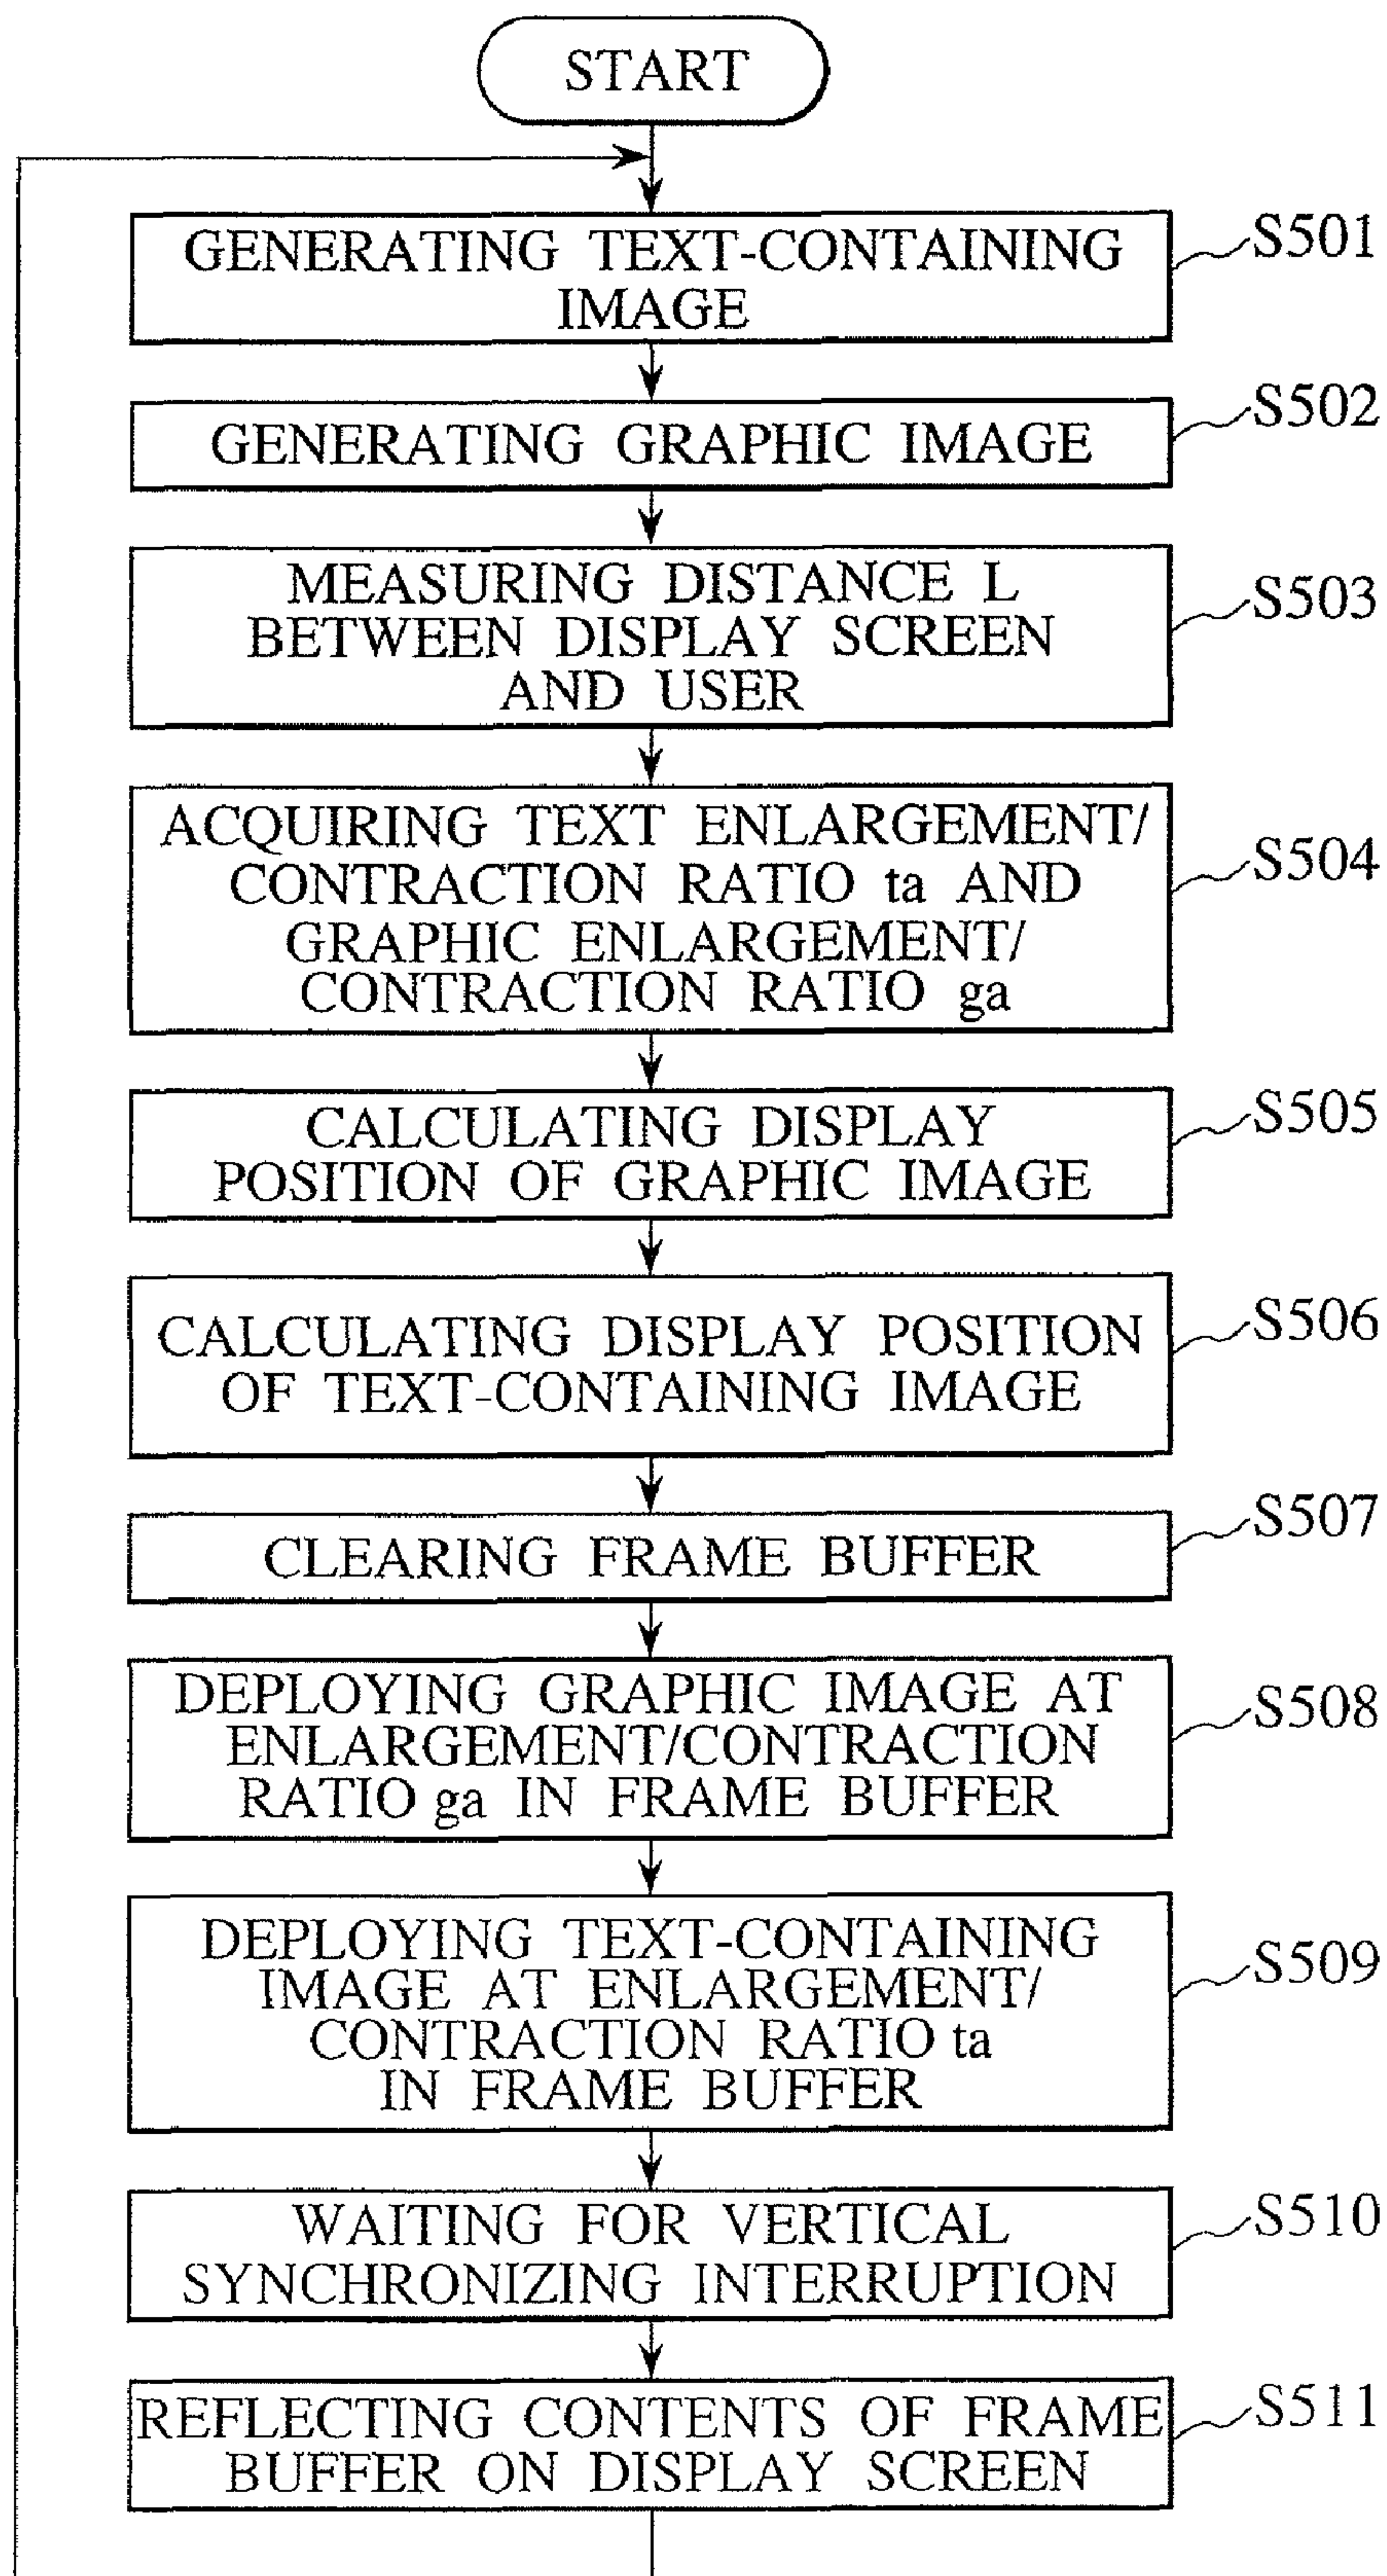 START
GENERATING TEXT-CONTAINING
IMAGE
S501
GENERATING GRAPHIC IMAGE
S502
MEASURING DISTANCE L
BETWEEN DISPLAY SCREEN
AND USER
S503
ACQUIRING TEXT ENLARGEMENT/
CONTRACTION RATIO ta AND
GRAPHIC ENLARGEMENT/
CONTRACTION RATIO ga
S504
CALCULATING DISPLAY
POSITION OF GRAPHIC IMAGE
S505
CALCULATING DISPLAY POSITION
OF TEXT-CONTAINING IMAGE
S506
CLEARING FRAME BUFFER
S507
DEPLOYING GRAPHIC IMAGE AT
ENLARGEMENT/CONTRACTION
RATIO ga IN FRAME BUFFER
S508
DEPLOYING TEXT-CONTAINING
IMAGE AT ENLARGEMENT/
CONTRACTION RATIO ta
IN FRAME BUFFER
S509
WAITING FOR VERTICAL
SYNCHRONIZING INTERRUPTION
S510
REFLECTING CONTENTS OF FRAME
BUFFER ON DISPLAY SCREEN
S511